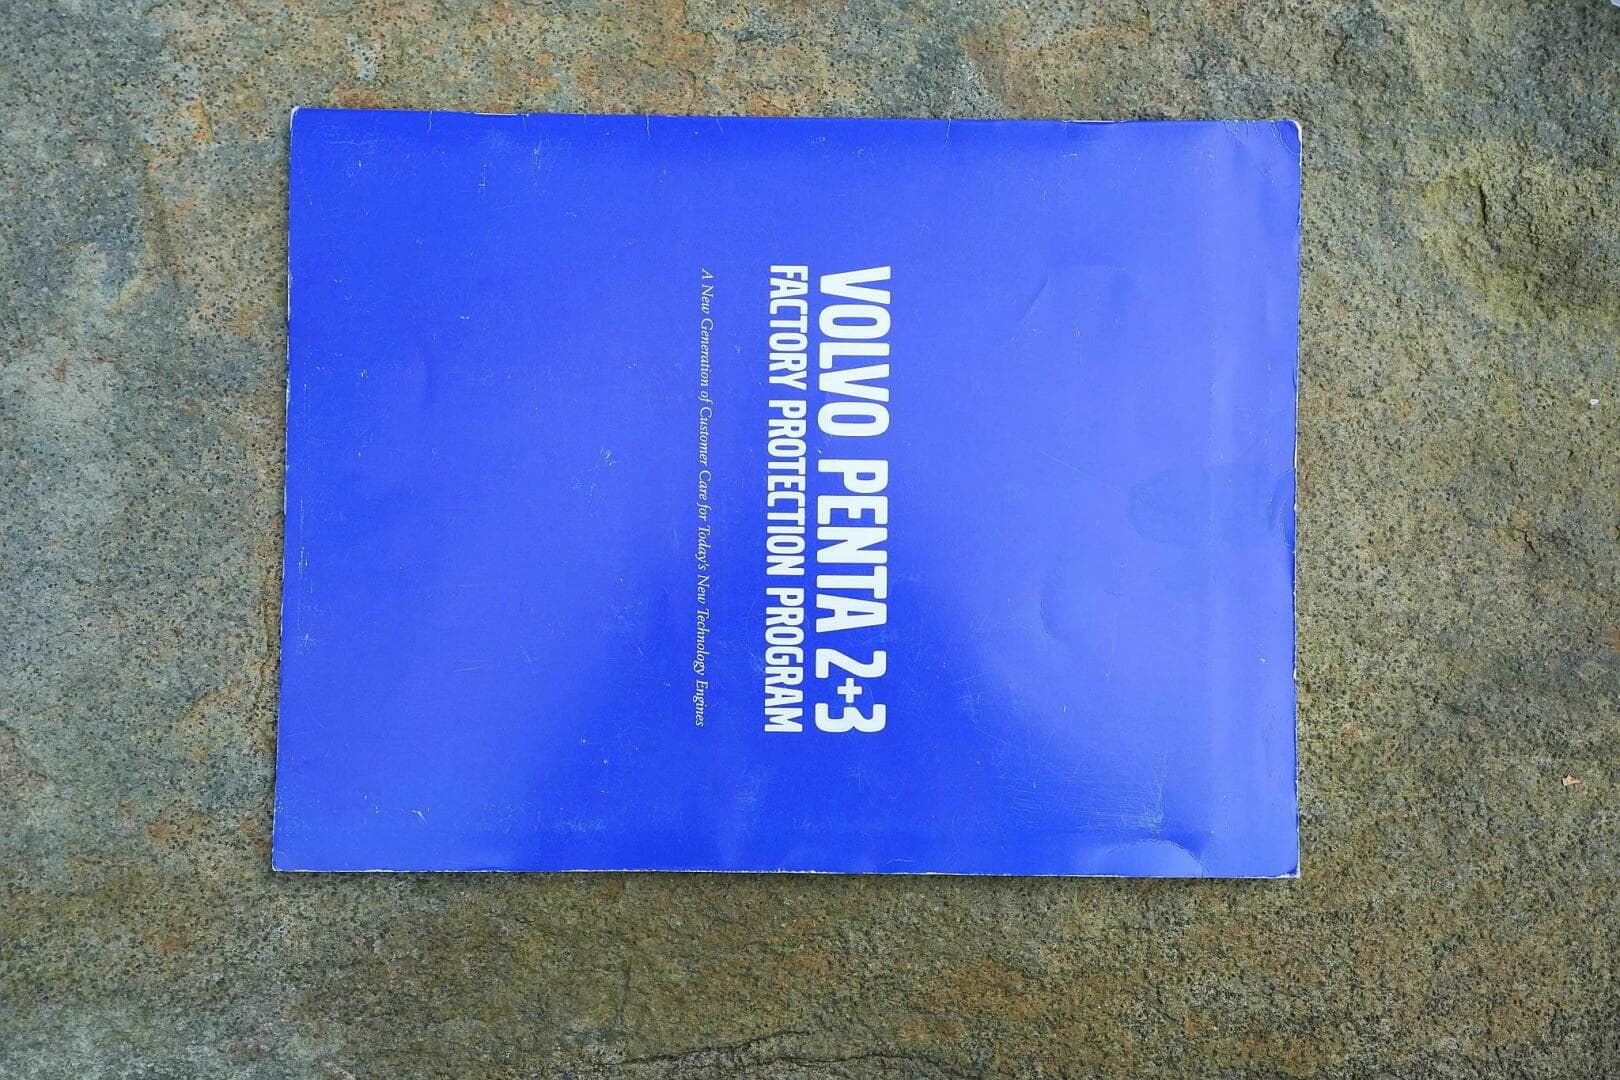 VOLVO PENTA 2+3
FACTORY PROTECTION PROGRAM
A New Generation of Customer Care for Today's New Technology Engines